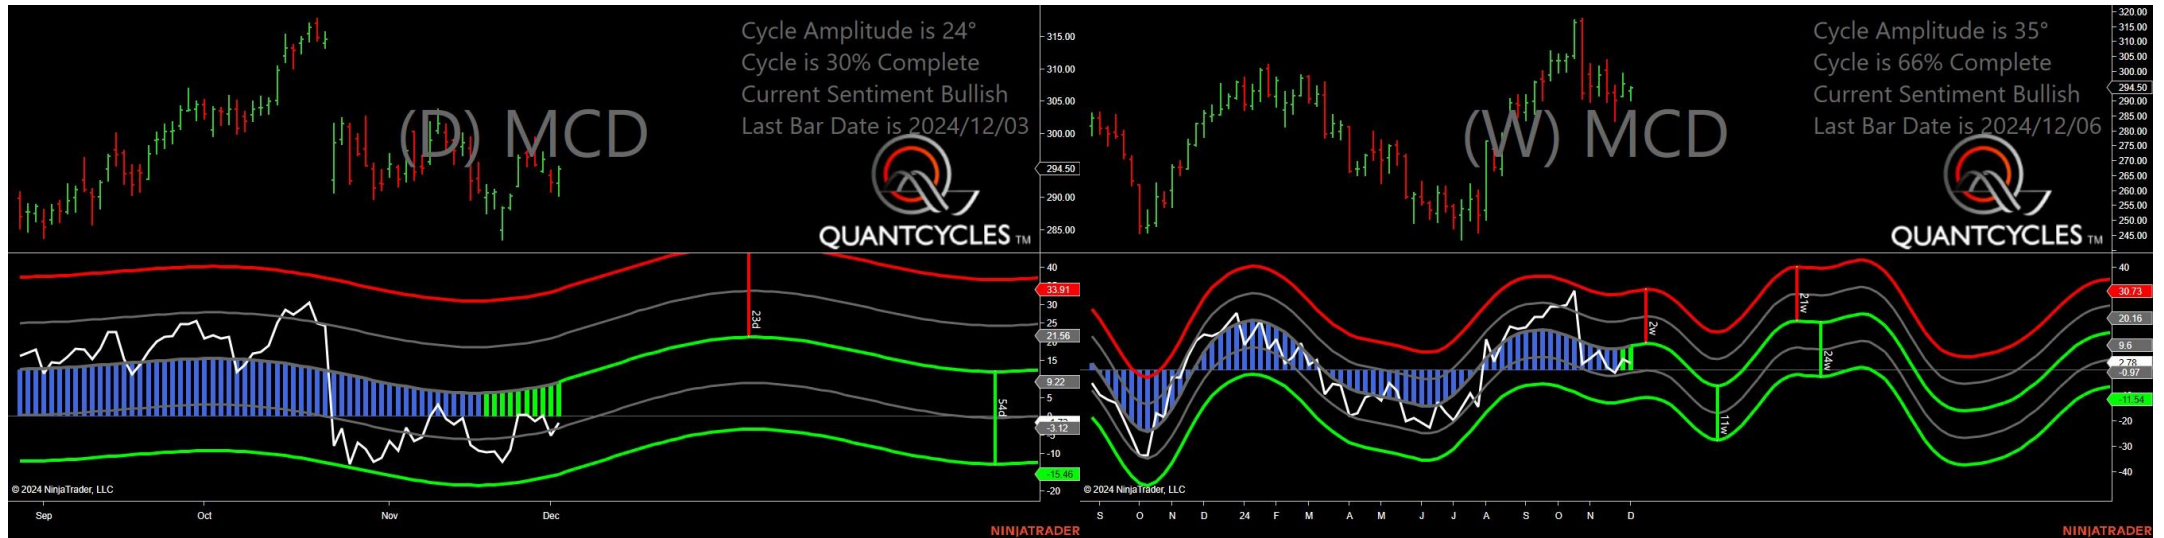 Cycle Amplitude is 24°
Cycle is 30% Complete
Current Sentiment Bullish
Last Bar Date is 2024/12/03
(D) MCD
QUANTCYCLES TM
315.00
310.00
305.00
300.00
294.50
290.00
285.00
40
33.91
30
25
21.56
15
9.22
5
-3.12
-10
-15.46
-20
23d
54d
© 2024 NinjaTrader, LLC
Sep Oct Nov Dec
NINJATRADER
Cycle Amplitude is 35°
Cycle is 66% Complete
Current Sentiment Bullish
Last Bar Date is 2024/12/06
(W) MCD
QUANTCYCLES TM
320.00
315.00
310.00
305.00
300.00
294.50
290.00
285.00
280.00
275.00
270.00
265.00
260.00
255.00
250.00
245.00
40
30.73
20.16
9.6
2.78
-0.97
-11.54
-20
-30
-40
2w
11w
21w
24w
© 2024 NinjaTrader, LLC
S O N D 24 F M A M J J A S O N D
NINJATRADER